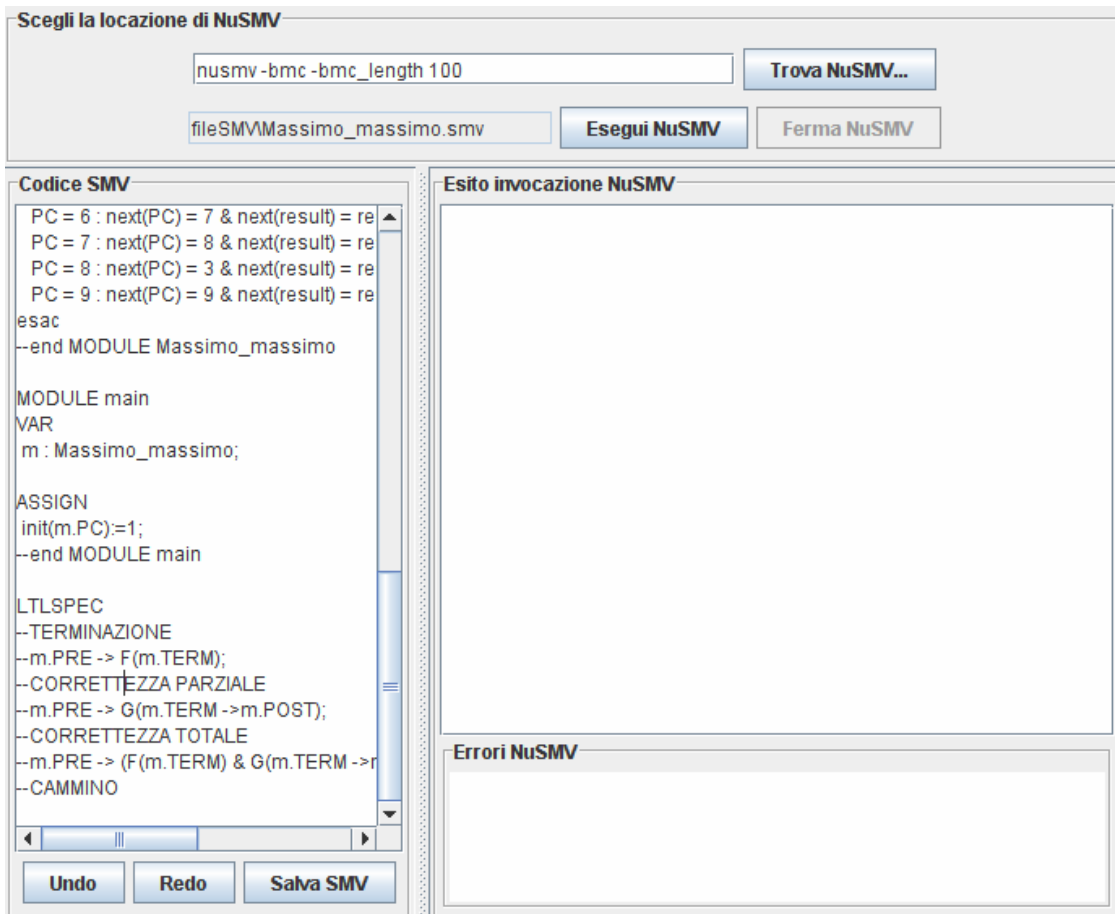 Scegli la locazione di NuSMV
nusmv -bmc -bmc_length 100
Trova NuSMV...
fileSMV\Massimo_massimo.smv
Esegui NuSMV
Ferma NuSMV
Codice SMV
PC = 6 : next(PC) = 7 & next(result) = re
PC = 7 : next(PC) = 8 & next(result) = re
PC = 8 : next(PC) = 3 & next(result) = re
PC = 9 : next(PC) = 9 & next(result) = re
esac
--end MODULE Massimo_massimo
MODULE main
VAR
m : Massimo_massimo;
ASSIGN
init(m.PC):=1;
--end MODULE main
LTLSPEC
--TERMINAZIONE
--m.PRE -> F(m.TERM);
--CORRETTEZZA PARZIALE
--m.PRE -> G(m.TERM ->m.POST);
--CORRETTEZZA TOTALE
--m.PRE -> (F(m.TERM) & G(m.TERM ->
--CAMMINO
Undo
Redo
Salva SMV
Esito invocazione NuSMV
Errori NuSMV